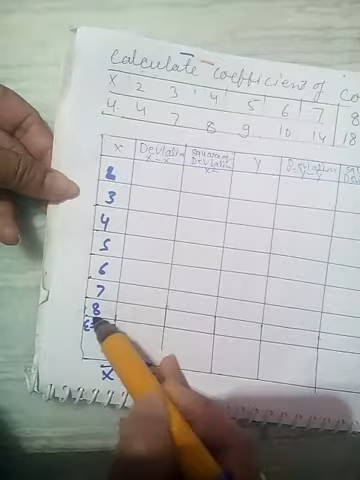 Calculate coefficient of Co
X 2 3 4 5 6 7 8
Y. 4 7 8 9 10 14 18
X Deviation X - X̄ Square of Deviation x² Y Deviation Y - Ȳ
2
3
4
5
6
7
8
X̄